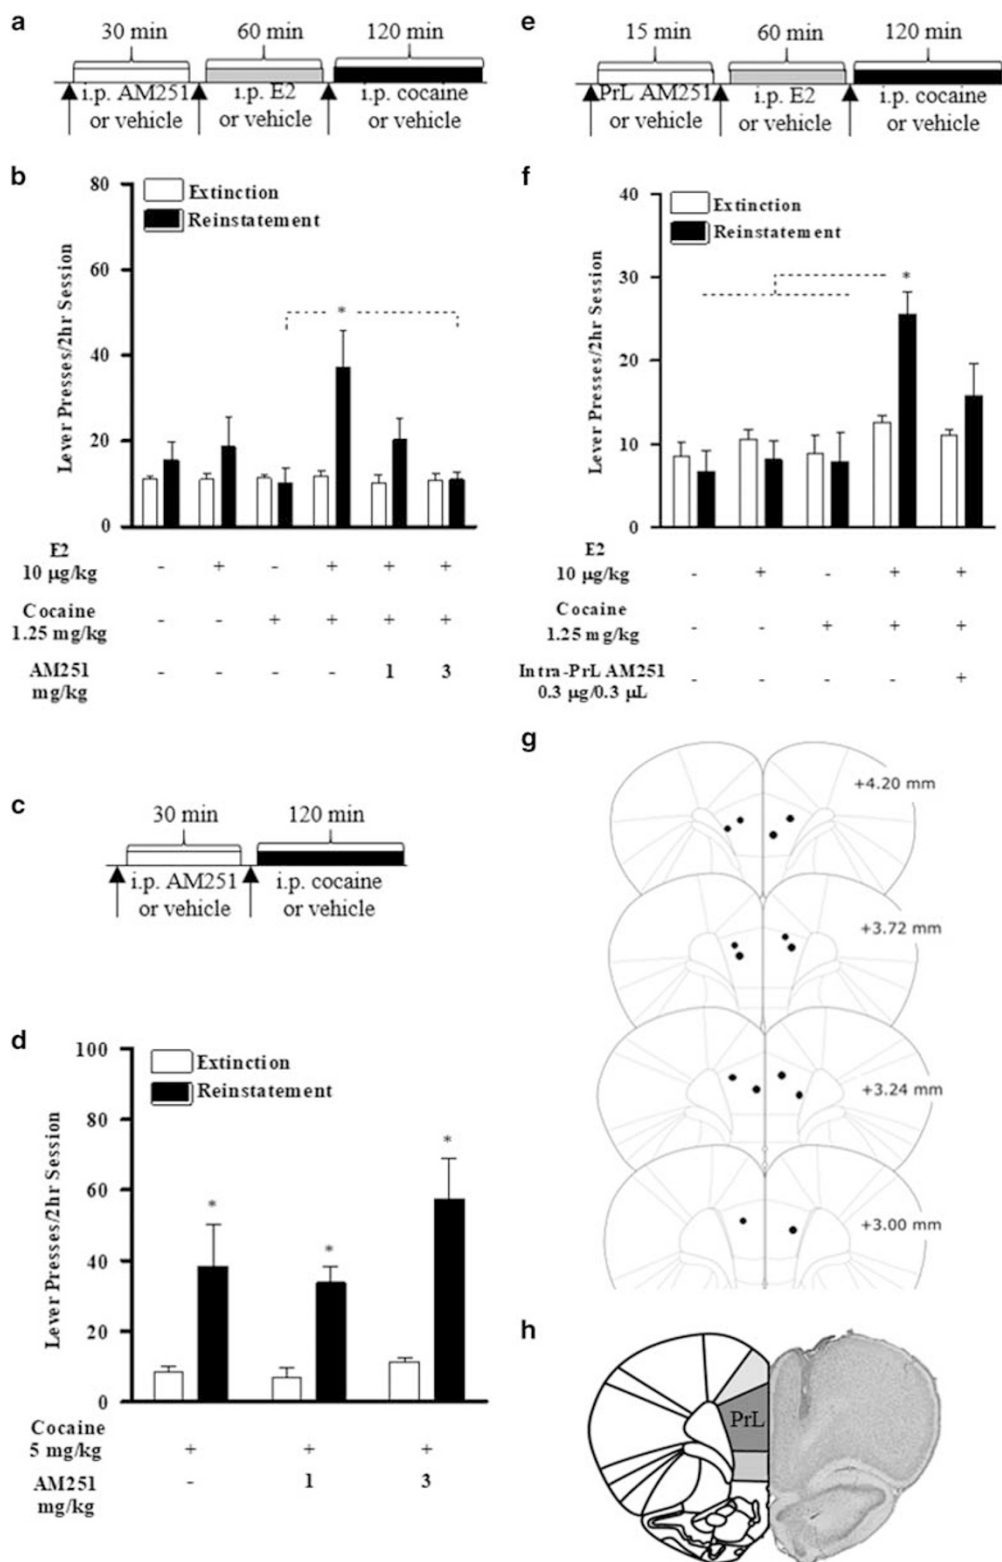 a
30 min 60 min 120 min
i.p. AM251 i.p. E2 i.p. cocaine
or vehicle or vehicle or vehicle
b
80
60
40
20
0
Lever Presses/2hr Session
Extinction
Reinstatement
*
E2
10 µg/kg - + - + + +
Cocaine
1.25 mg/kg - - + + + +
AM251
mg/kg - - - - 1 3
c
30 min 120 min
i.p. AM251 i.p. cocaine
or vehicle or vehicle
d
100
80
60
40
20
0
Lever Presses/2hr Session
Extinction
Reinstatement
* * *
Cocaine
5 mg/kg + + +
AM251
mg/kg - 1 3
e
15 min 60 min 120 min
PrL AM251 i.p. E2 i.p. cocaine
or vehicle or vehicle or vehicle
f
40
30
20
10
0
Lever Presses/2hr Session
Extinction
Reinstatement
*
E2
10 µg/kg - + - + +
Cocaine
1.25 mg/kg - - + + +
Intra-PrL AM251
0.3 µg/0.3 µL - - - - +
g
+4.20 mm
+3.72 mm
+3.24 mm
+3.00 mm
h
PrL